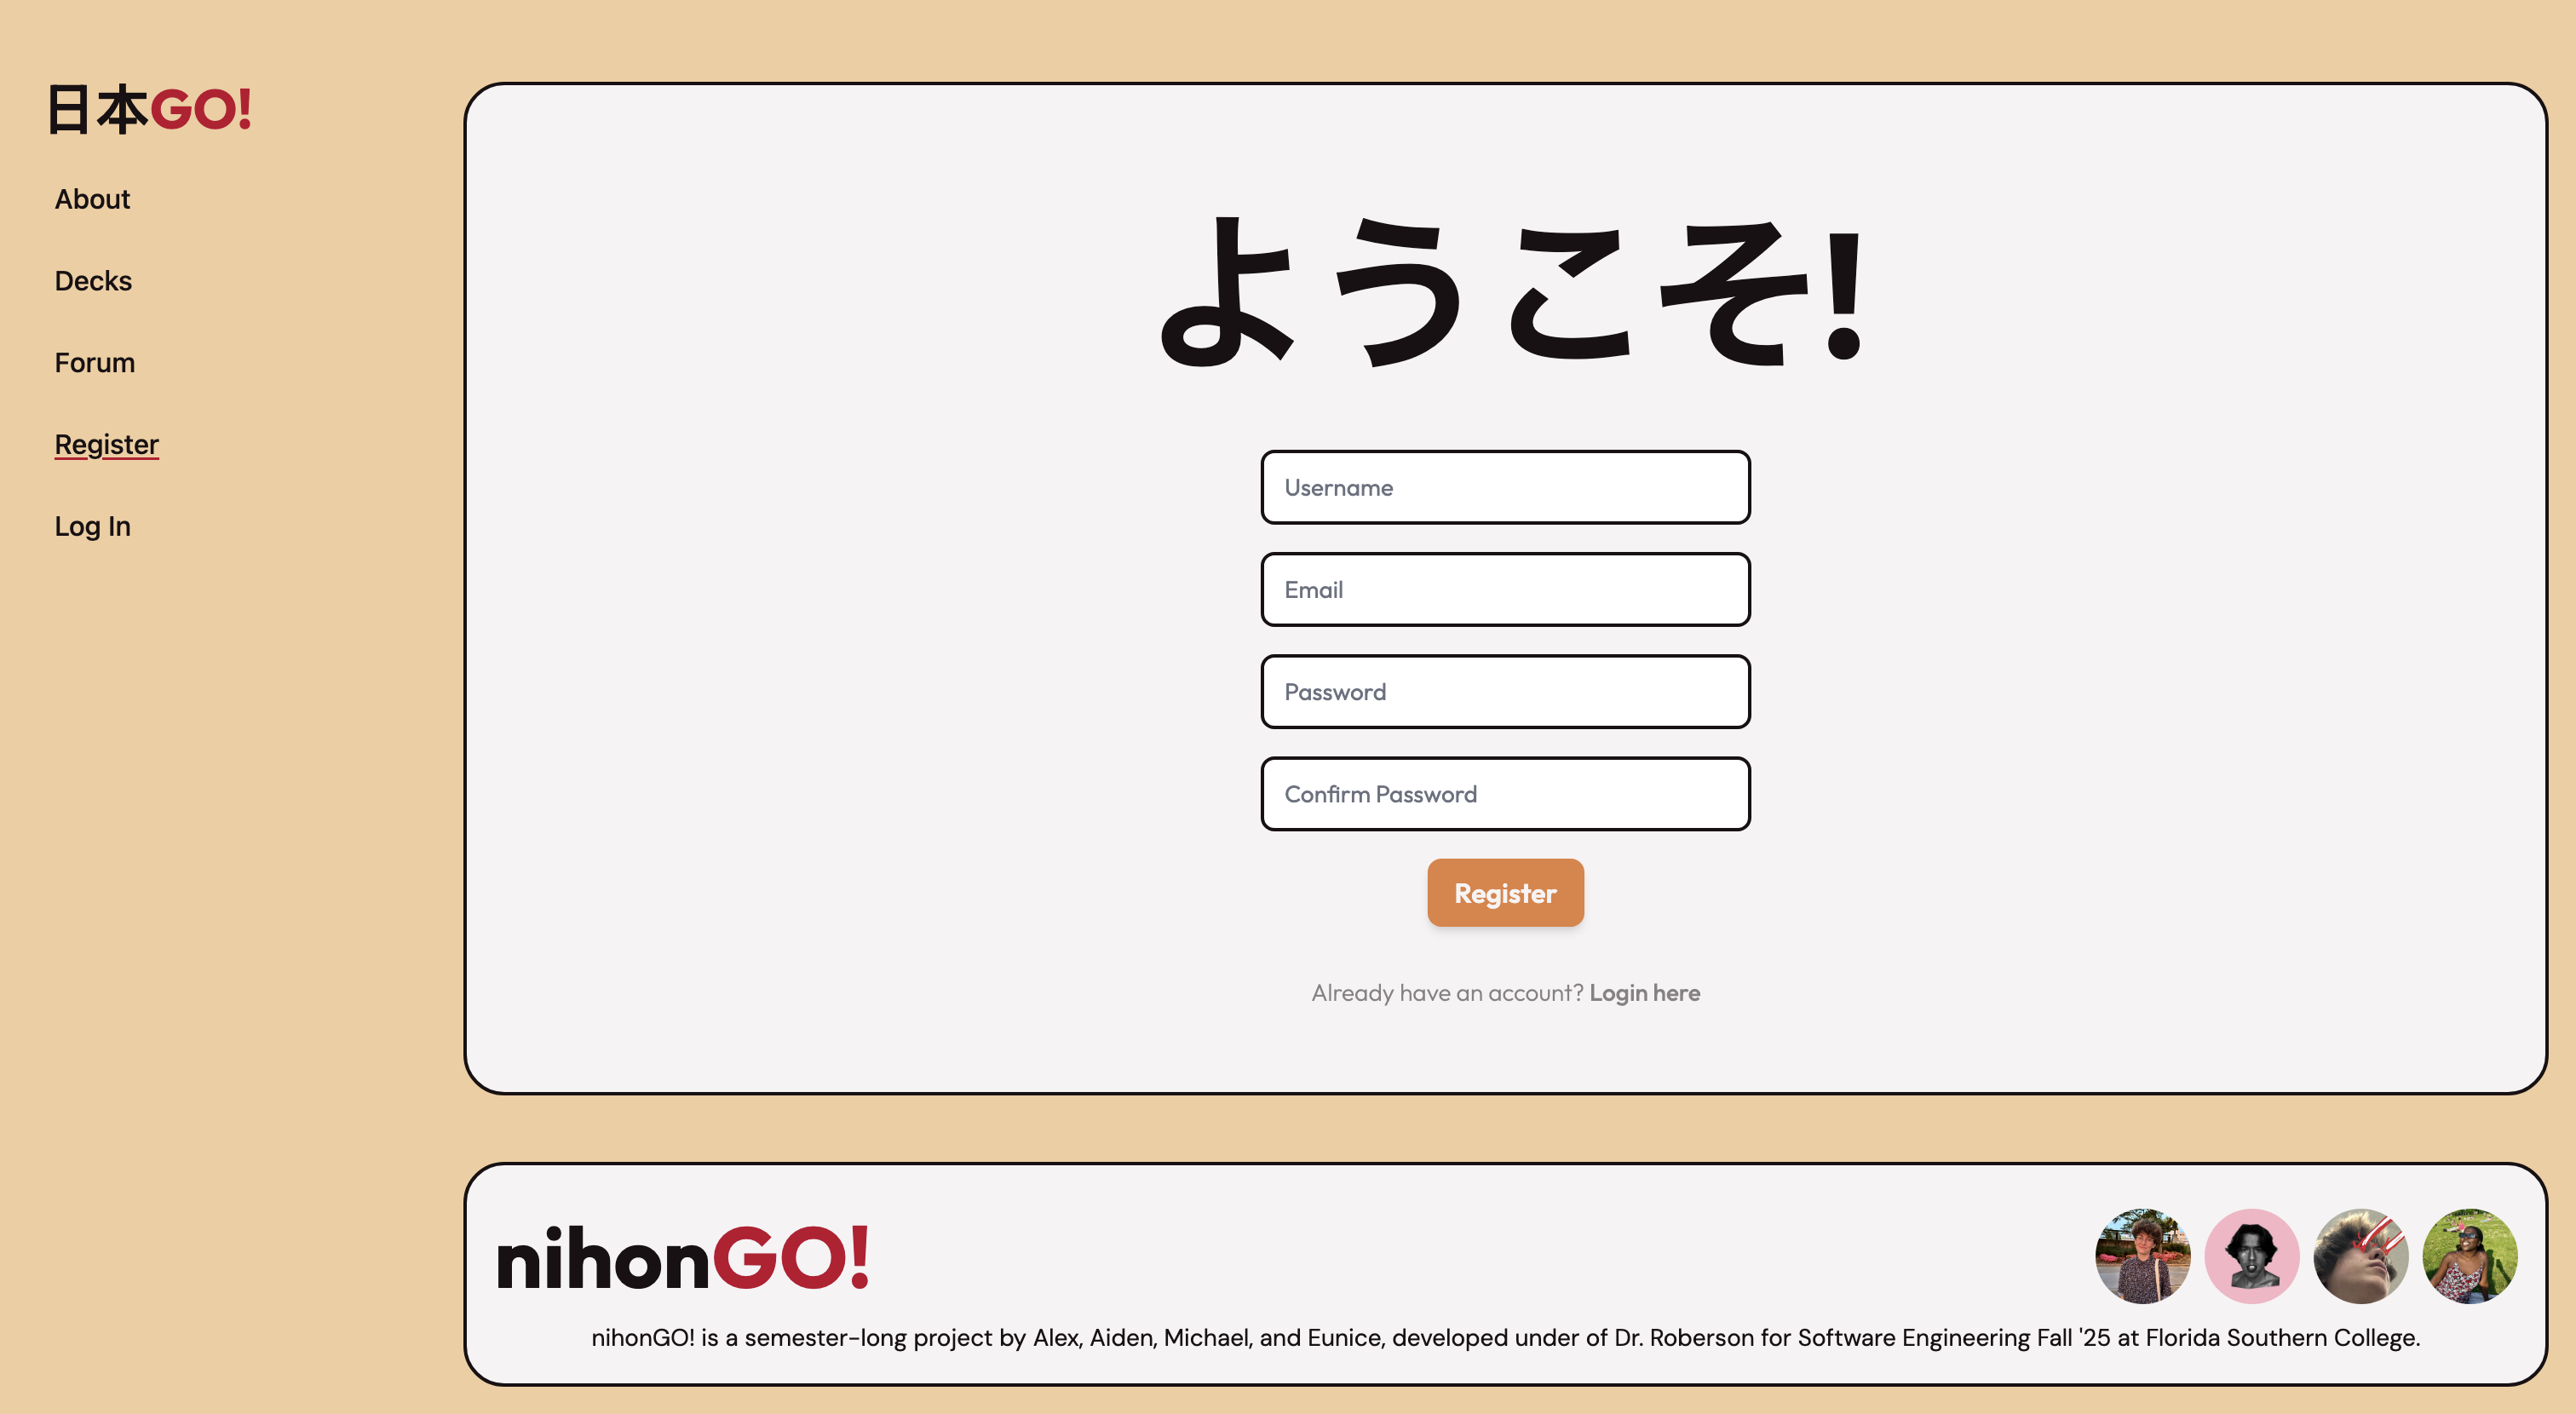 日本GO!
About
Decks
Forum
Register
Log In
ようこそ!
Username
Email
Password
Confirm Password
Register
Already have an account? Login here
nihonGO!
nihonGO! is a semester-long project by Alex, Aiden, Michael, and Eunice, developed under of Dr. Roberson for Software Engineering Fall '25 at Florida Southern College.